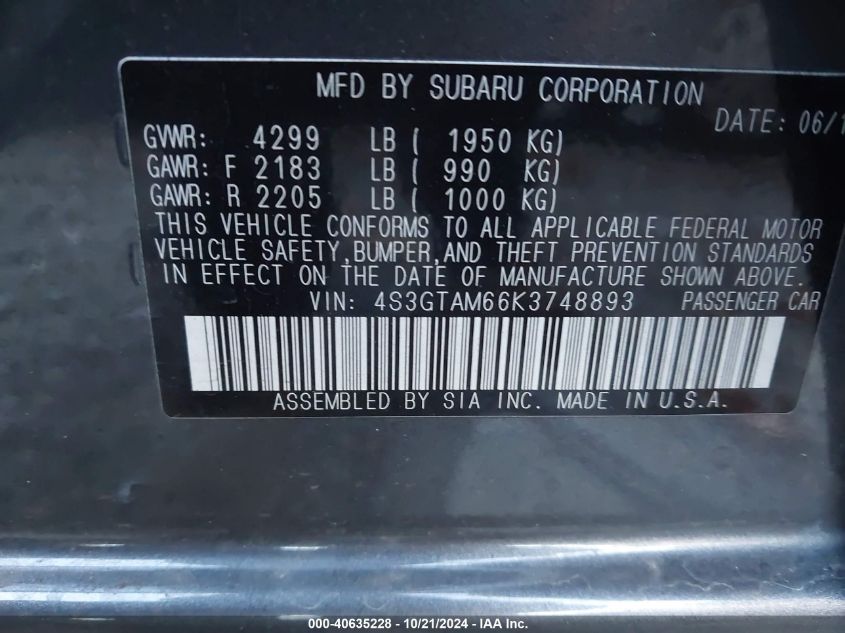 MFD BY SUBARU CORPORATION
DATE: 06/1
GVWR: 4299 LB ( 1950 KG)
GAWR: F 2183 LB ( 990 KG)
GAWR: R 2205 LB ( 1000 KG)
THIS VEHICLE CONFORMS TO ALL APPLICABLE FEDERAL MOTOR
VEHICLE SAFETY,BUMPER,AND THEFT PREVENTION STANDARDS
IN EFFECT ON THE DATE OF MANUFACTURE SHOWN ABOVE.
VIN: 4S3GTAM66K3748893 PASSENGER CAR
ASSEMBLED BY SIA INC. MADE IN U.S.A.
000-40635228 - 10/21/2024 - IAA Inc.